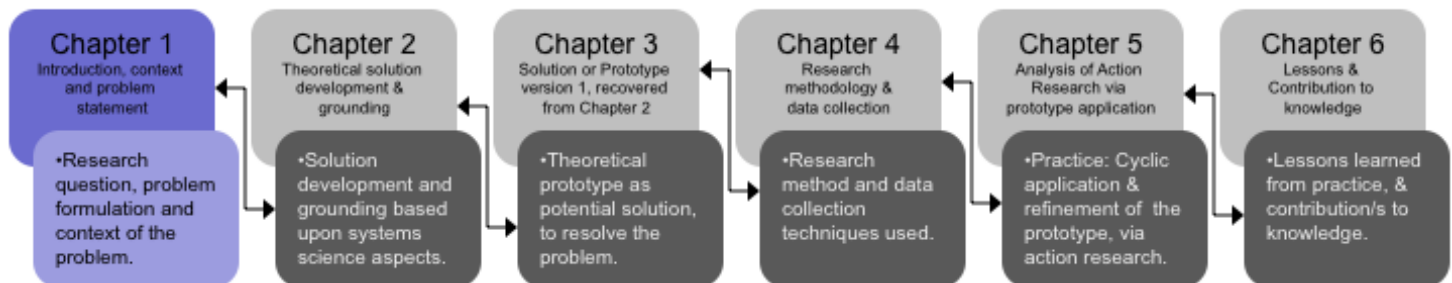 Chapter 1
Introduction, context
and problem
statement
•Research
question, problem
formulation and
context of the
problem.
Chapter 2
Theoretical solution
development &
grounding
•Solution
development and
grounding based
upon systems
science aspects.
Chapter 3
Solution or Prototype
version 1, recovered
from Chapter 2
•Theoretical
prototype as
potential solution,
to resolve the
problem.
Chapter 4
Research
methodology &
data collection
•Research
method and data
collection
techniques used.
Chapter 5
Analysis of Action
Research via
prototype application
•Practice: Cyclic
application &
refinement of the
prototype, via
action research.
Chapter 6
Lessons &
Contribution to
knowledge
•Lessons learned
from practice, &
contribution/s to
knowledge.